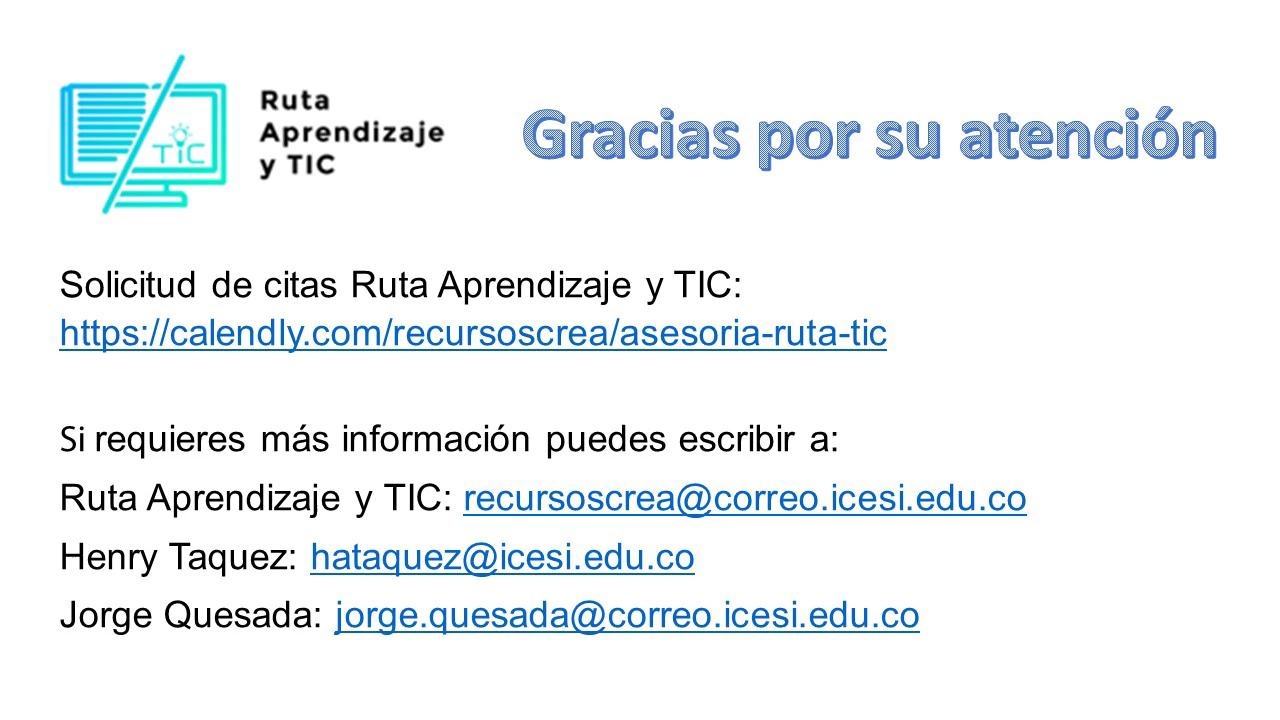 TiC
Ruta
Aprendizaje
y TIC
Gracias por su atención
Solicitud de citas Ruta Aprendizaje y TIC:
https://calendly.com/recursoscrea/asesoria-ruta-tic
Si requieres más información puedes escribir a:
Ruta Aprendizaje y TIC: recursoscrea@correo.icesi.edu.co
Henry Taquez: hataquez@icesi.edu.co
Jorge Quesada: jorge.quesada@correo.icesi.edu.co